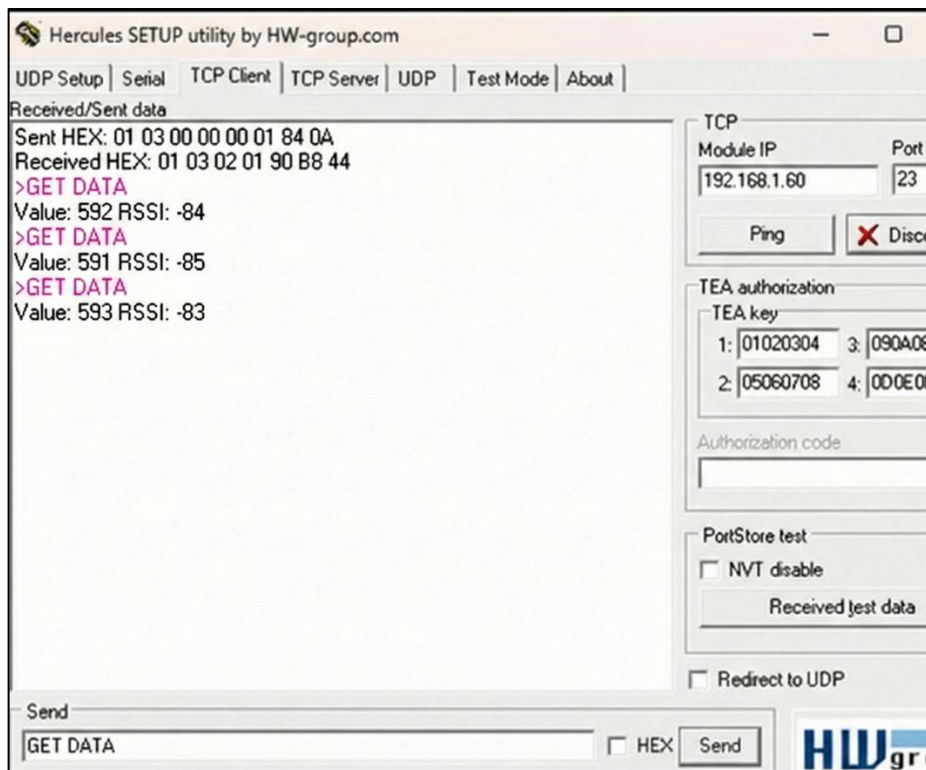 Hercules SETUP utility by HW-group.com
UDP Setup Serial TCP Client TCP Server UDP Test Mode About
Received/Sent data
Sent HEX: 01 03 00 00 00 01 84 0A
Received HEX: 01 03 02 01 90 B8 44
>GET DATA
Value: 592 RSSI: -84
>GET DATA
Value: 591 RSSI: -85
>GET DATA
Value: 593 RSSI: -83
TCP
Module IP Port
192.168.1.60 23
Ping Disc
TEA authorization
TEA key
1: 01020304 3: 090A0
2: 05060708 4: 0D0E0
Authorization code
PortStore test
NVT disable
Received test data
Redirect to UDP
Send
GET DATA HEX Send
HW gr